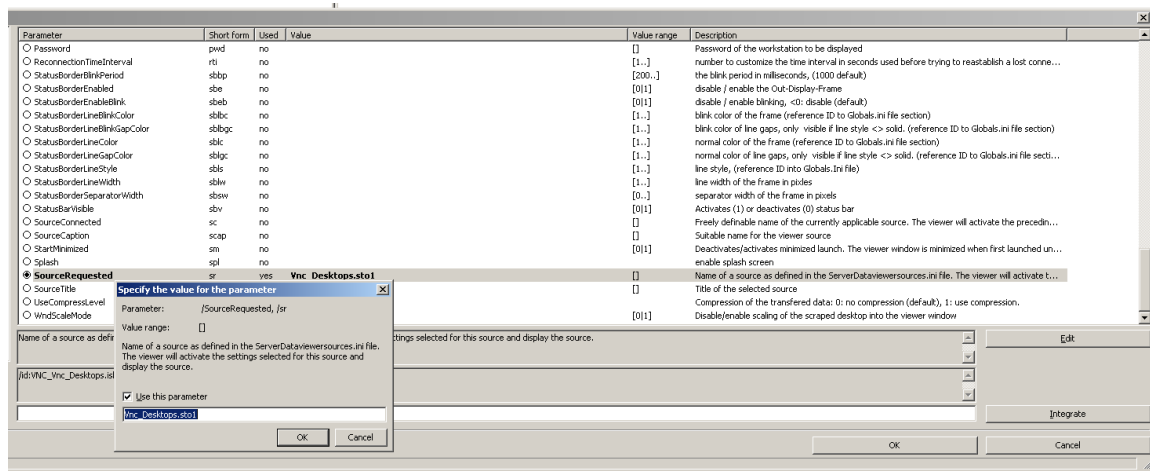 Parameter Short form Used Value Value range Description
Password pwd no [] Password of the workstation to be displayed
ReconnectionTimeInterval rti no [1..] number to customize the time interval in seconds used before trying to reastablish a lost conne...
StatusBorderBlinkPeriod sbbp no [200..] the blink period in milliseconds, (1000 default)
StatusBorderEnabled sbe no [0|1] disable / enable the Out-Display-Frame
StatusBorderEnableBlink sbeb no [0|1] disable / enable blinking, <0: disable (default)
StatusBorderLineBlinkColor sblbc no [1..] blink color of the frame (reference ID to Globals.ini file section)
StatusBorderLineBlinkGapColor sblbgc no [1..] blink color of line gaps, only visible if line style <> solid. (reference ID to Globals.ini file section)
StatusBorderLineColor sblc no [1..] normal color of the frame (reference ID to Globals.ini file section)
StatusBorderLineGapColor sblgc no [1..] normal color of line gaps, only visible if line style <> solid. (reference ID to Globals.ini file secti...
StatusBorderLineStyle sbls no [1..] line style, (reference ID into Globals.Ini file)
StatusBorderLineWidth sblw no [1..] line width of the frame in pixles
StatusBorderSeparatorWidth sbsw no [0..] separator width of the frame in pixels
StatusBarVisible sbv no [0|1] Activates (1) or deactivates (0) status bar
SourceConnected sc no [] Freely definable name of the currently applicable source. The viewer will activate the precedin...
SourceCaption scap no [] Suitable name for the viewer source
StartMinimized sm no [0|1] Deactivates/activates minimized launch. The viewer window is minimized when first launched un...
Splash spl no enable splash screen
SourceRequested sr yes Vnc_Desktops.sto1 [] Name of a source as defined in the ServerDataviewersources.ini file. The viewer will activate t...
SourceTitle [] Title of the selected source
UseCompressLevel Compression of the transfered data: 0: no compression (default), 1: use compression.
WndScaleMode [0|1] Disable/enable scaling of the scraped desktop into the viewer window
Specify the value for the parameter
Parameter: /SourceRequested, /sr
Value range: []
Name of a source as defined in the ServerDataviewersources.ini file.
The viewer will activate the settings selected for this source and
display the source.
Use this parameter
Vnc_Desktops.sto1
OK Cancel
Name of a source as defin
ttings selected for this source and display the source.
/id:VNC_Vnc_Desktops.is
Edit
Integrate
OK Cancel